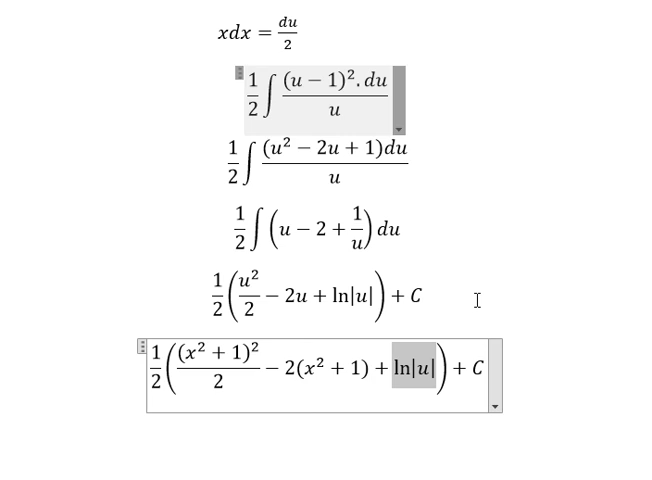 xdx = du/2
1/2 ∫ (u − 1)². du / u
1/2 ∫ (u² − 2u + 1)du / u
1/2 ∫ (u − 2 + 1/u) du
1/2 (u²/2 − 2u + ln|u|) + C
1/2 ((x² + 1)²/2 − 2(x² + 1) + ln|u|) + C